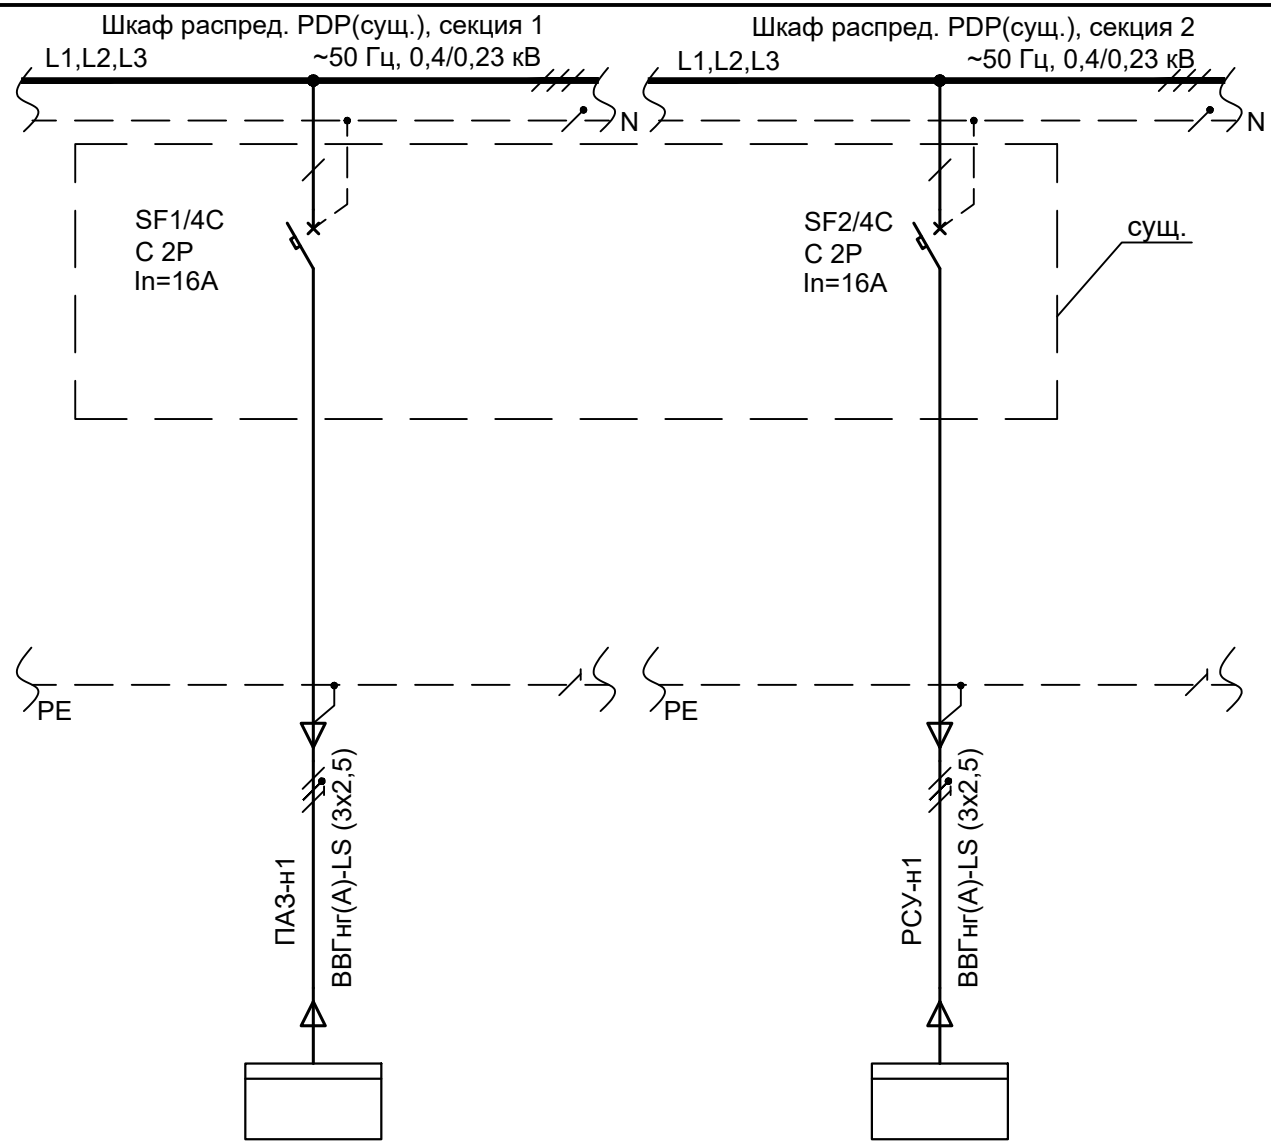 Шкаф распред. PDP(сущ.), секция 1
L1,L2,L3
~50 Гц, 0,4/0,23 кВ
N
SF1/4C
C 2P
In=16A
PE
ПАЗ-н1
ВВГнг(А)-LS (3x2,5)
Шкаф распред. PDP(сущ.), секция 2
L1,L2,L3
~50 Гц, 0,4/0,23 кВ
N
SF2/4C
C 2P
In=16A
сущ.
PE
РСУ-н1
ВВГнг(А)-LS (3x2,5)